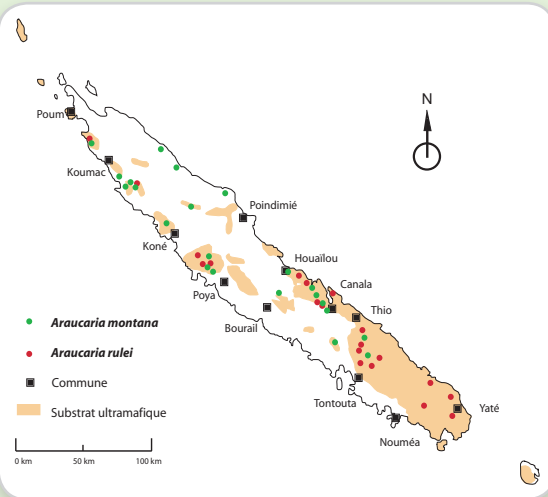 N
Poum
Koumac
Poindimié
Koné
Houaïlou
Canala
Poya
Thio
Bourail
Araucaria montana
Araucaria rulei
Commune
Substrat ultramafique
Tontouta
Yaté
Nouméa
0 km 50 km 100 km